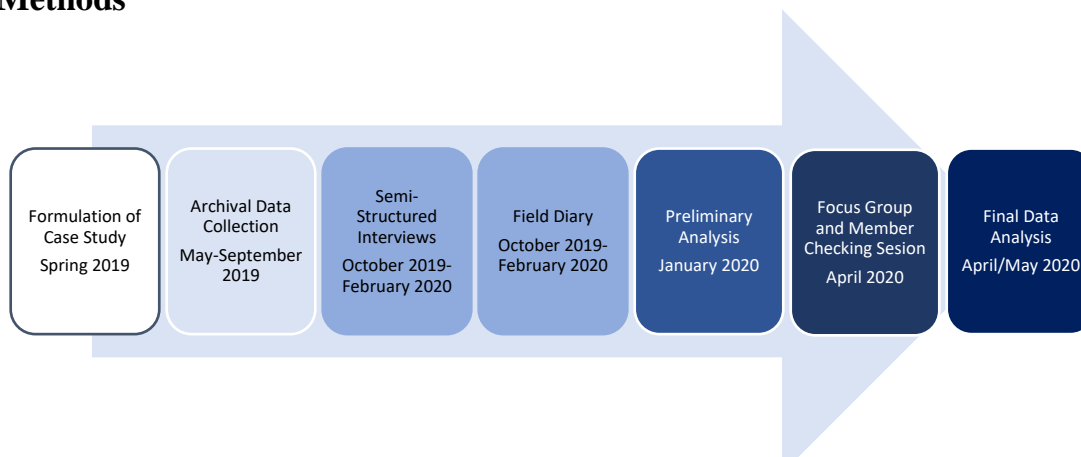 Methods
Formulation of
Case Study
Spring 2019
Archival Data
Collection
May-September
2019
Semi-
Structured
Interviews
October 2019-
February 2020
Field Diary
October 2019-
February 2020
Preliminary
Analysis
January 2020
Focus Group
and Member
Checking Sesion
April 2020
Final Data
Analysis
April/May 2020